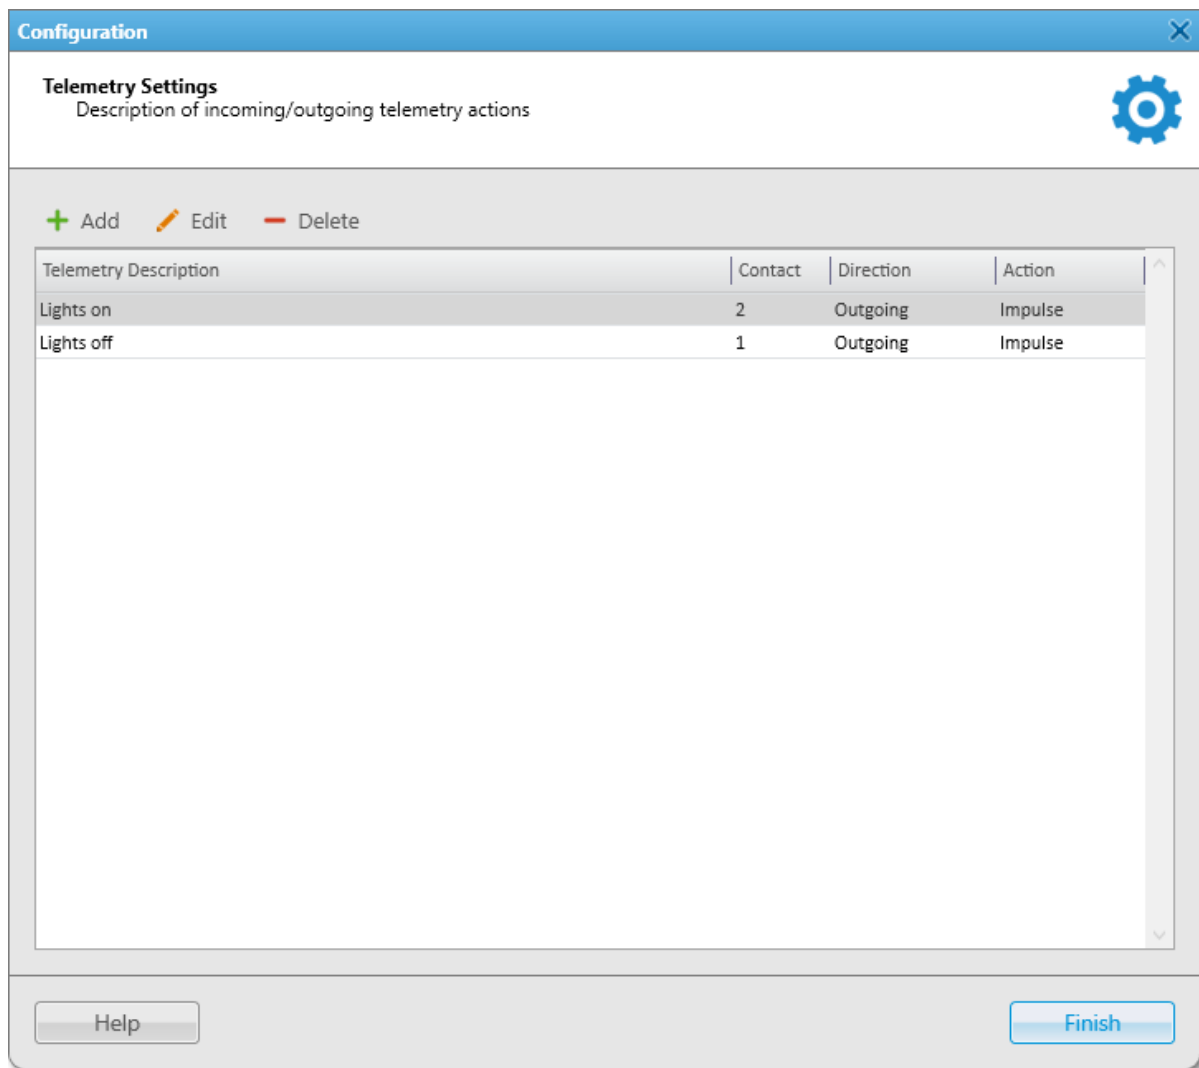 Configuration
Telemetry Settings
Description of incoming/outgoing telemetry actions
Add Edit Delete
Telemetry Description Contact Direction Action
Lights on 2 Outgoing Impulse
Lights off 1 Outgoing Impulse
Help Finish